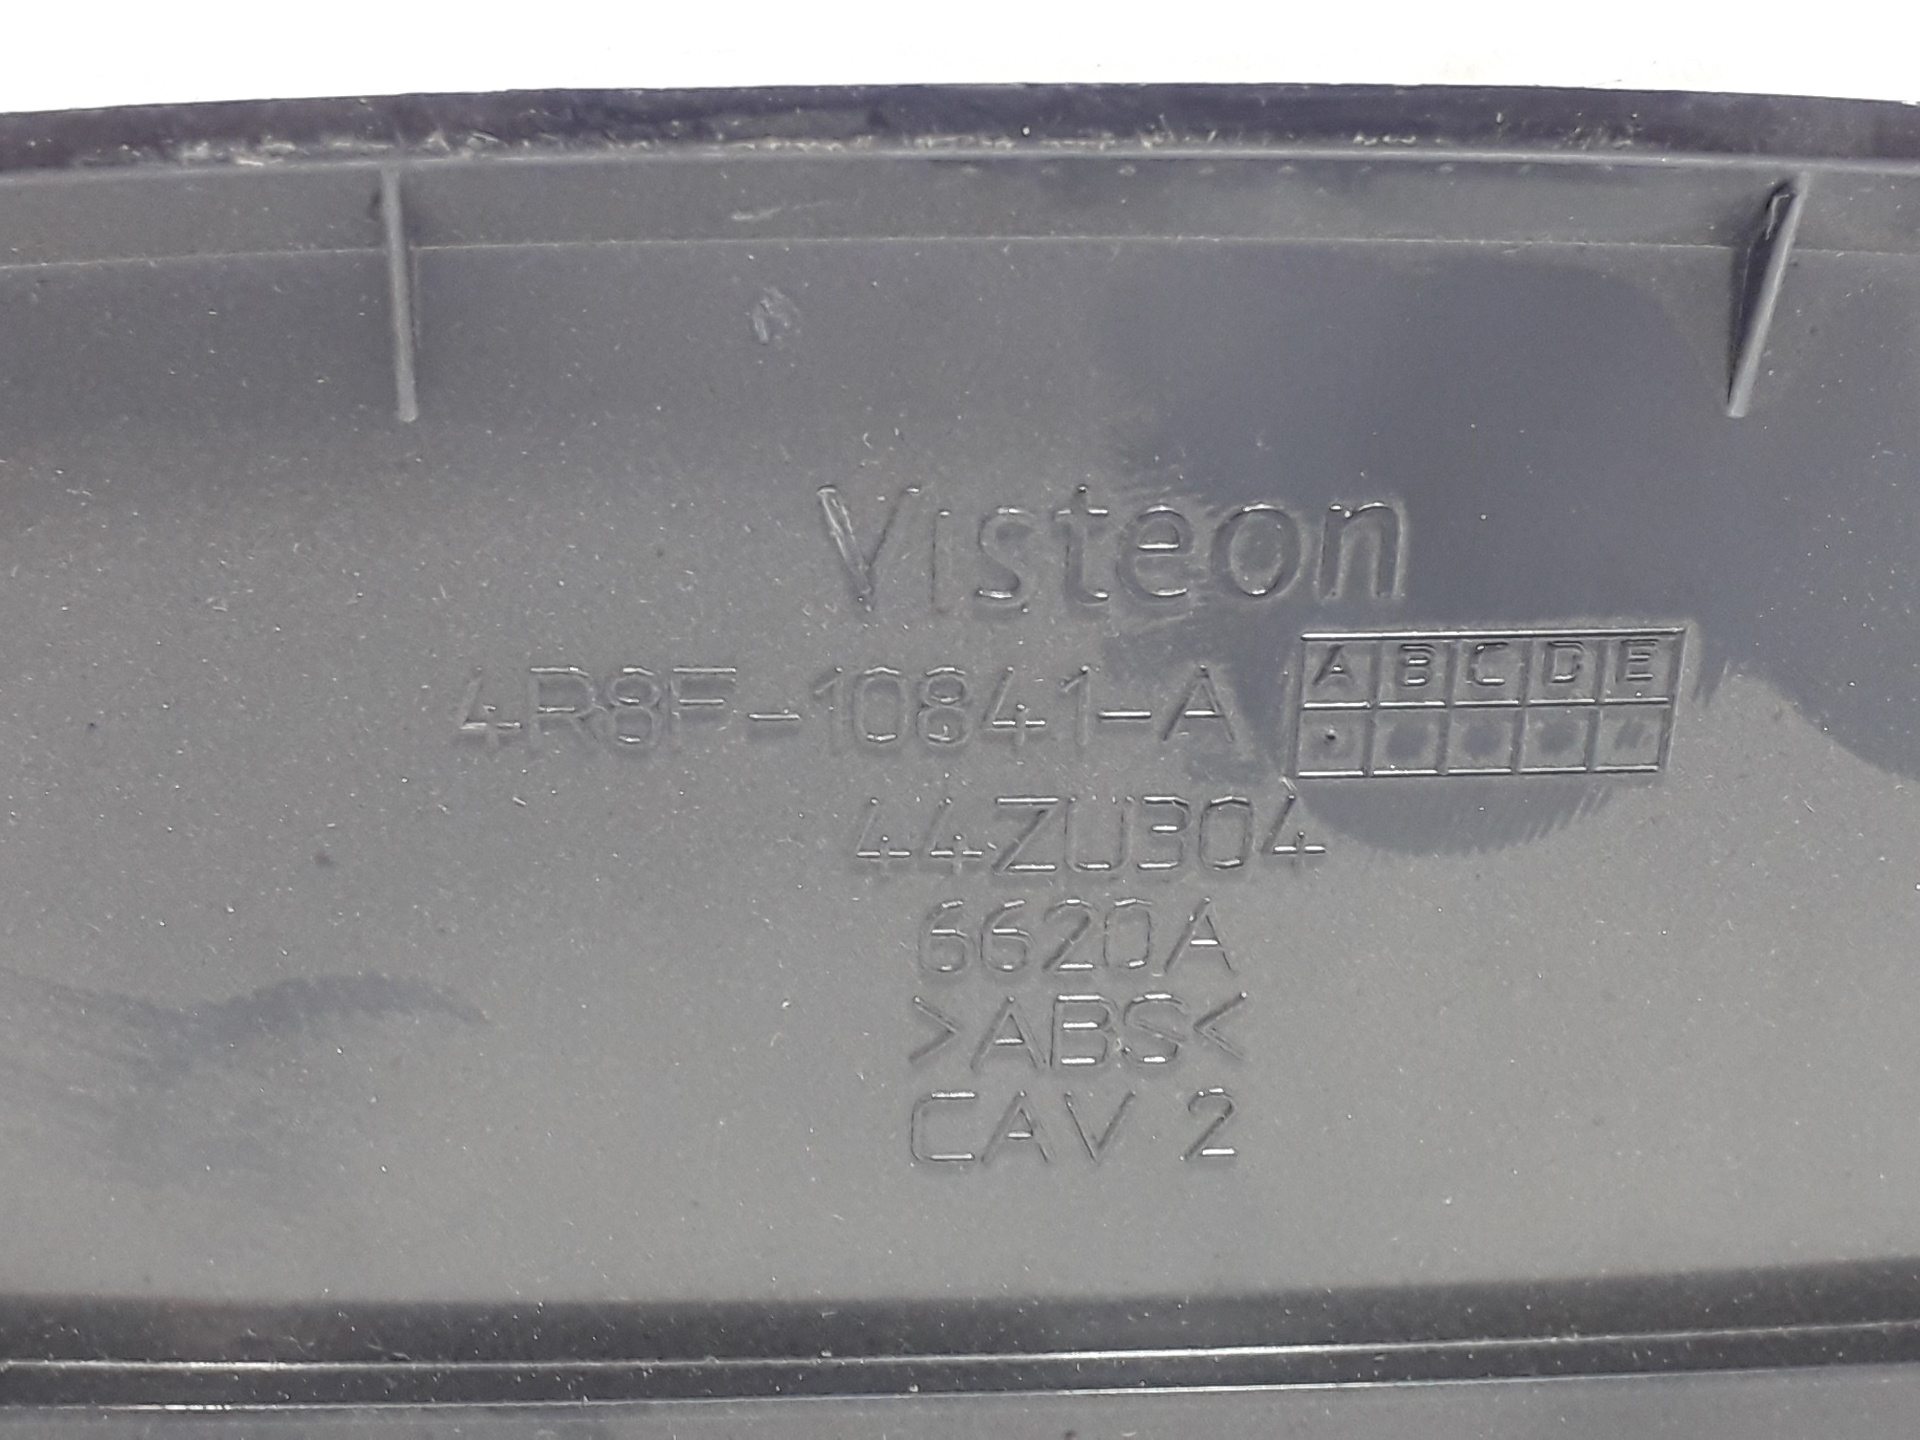 Visteon
4R8F-10841-A
A B C D E
44ZU304
6620A
>ABS<
CAV 2